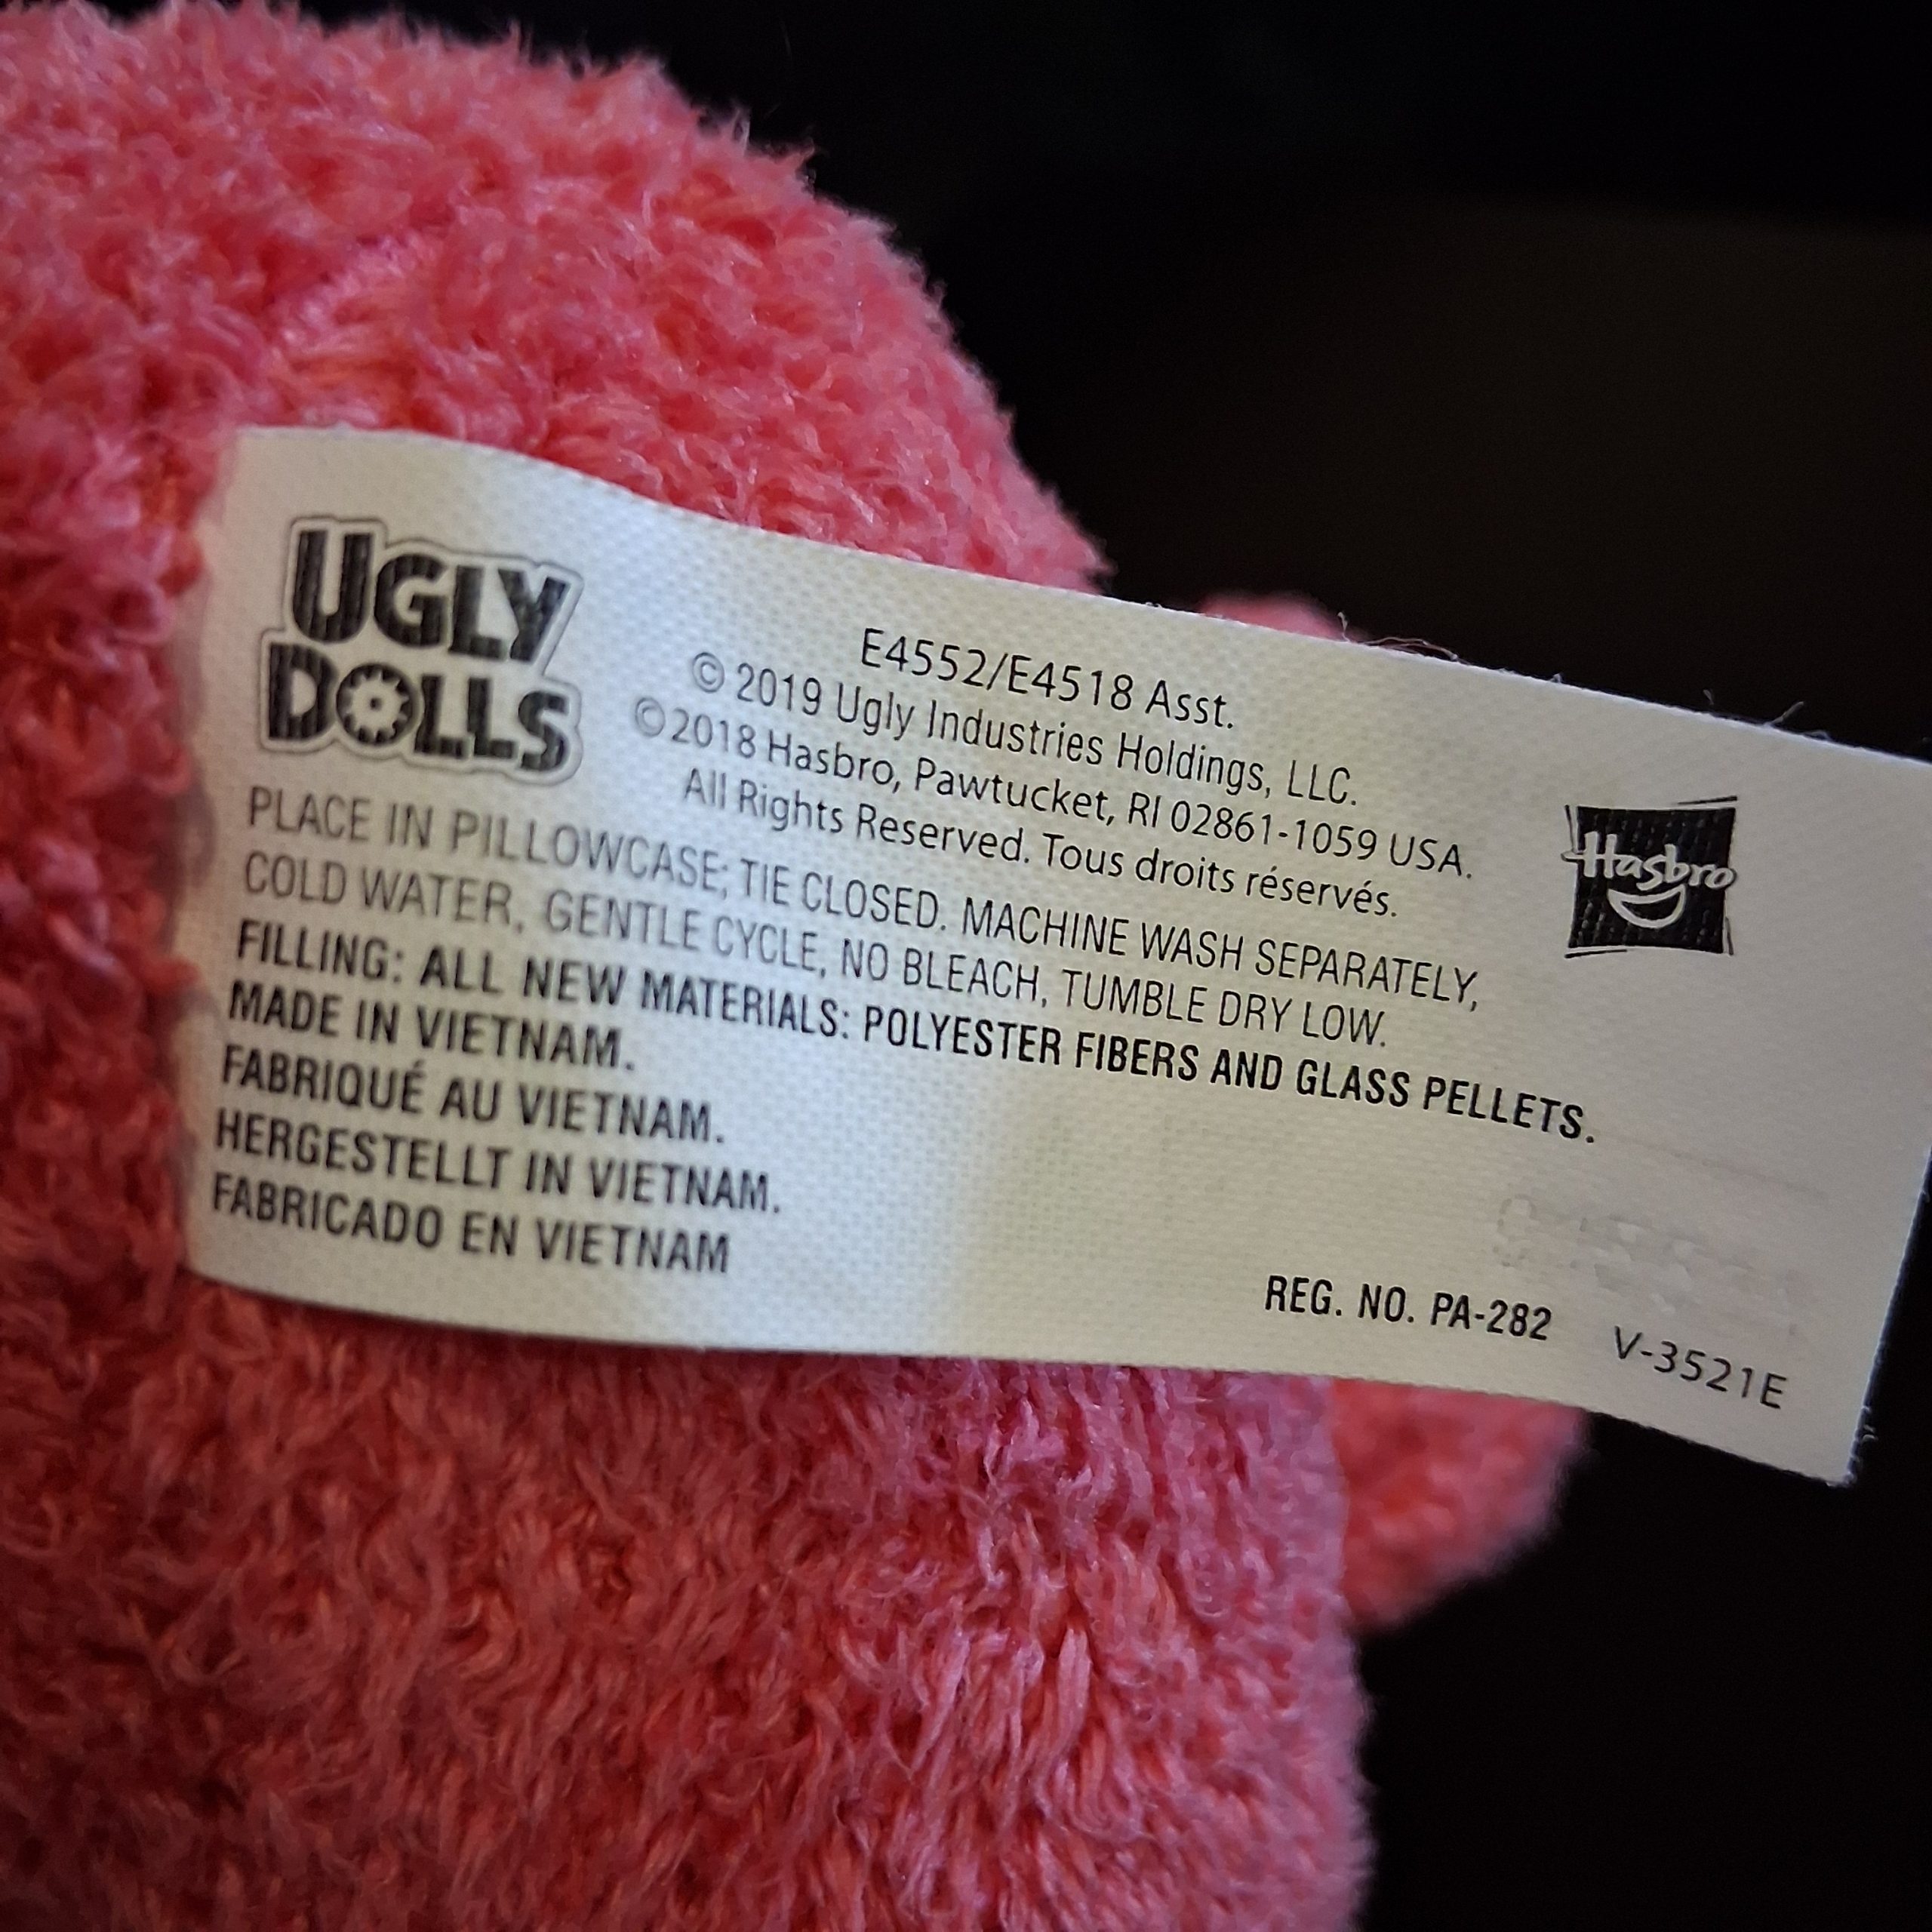 UGLY
DOLLS
E4552/E4518 Asst.
© 2019 Ugly Industries Holdings, LLC.
©2018 Hasbro, Pawtucket, RI 02861-1059 USA.
All Rights Reserved. Tous droits réservés.
Hasbro
PLACE IN PILLOWCASE; TIE CLOSED. MACHINE WASH SEPARATELY,
COLD WATER, GENTLE CYCLE, NO BLEACH, TUMBLE DRY LOW.
FILLING: ALL NEW MATERIALS: POLYESTER FIBERS AND GLASS PELLETS.
MADE IN VIETNAM.
FABRIQUÉ AU VIETNAM.
HERGESTELLT IN VIETNAM.
FABRICADO EN VIETNAM
REG. NO. PA-282
V-3521E